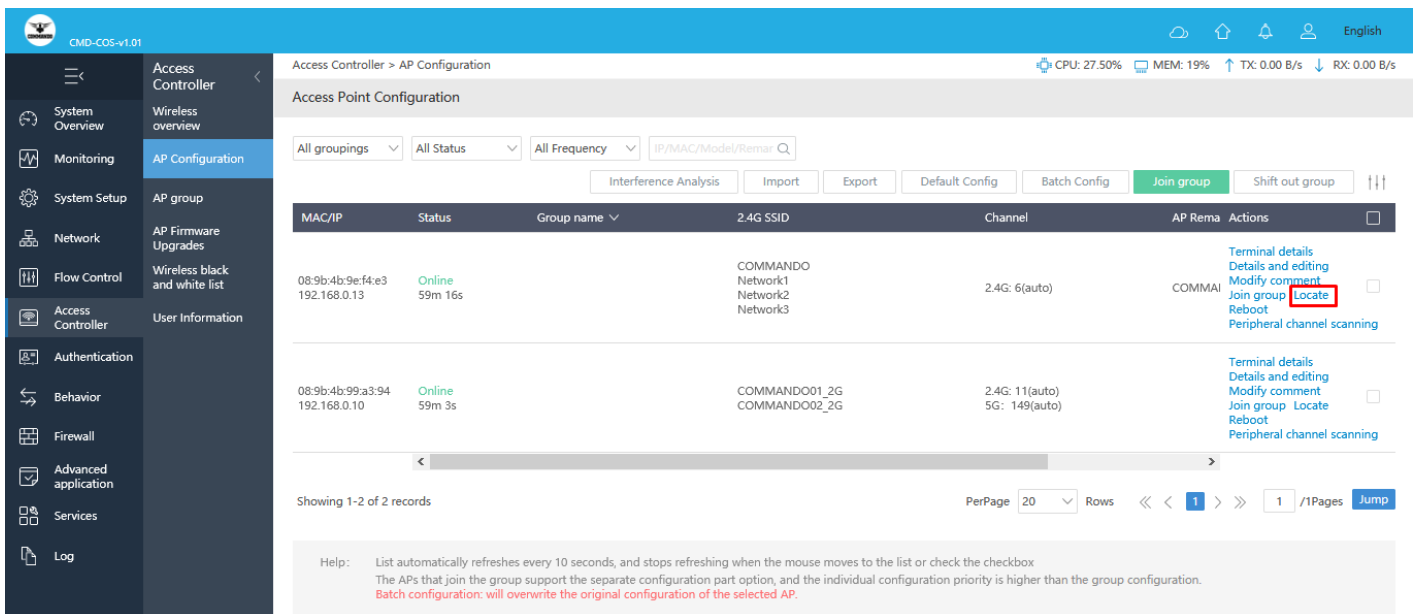 COMMANDO
CMD-COS-v1.01
English
Access Controller
System Overview
Monitoring
System Setup
Network
Flow Control
Access Controller
Authentication
Behavior
Firewall
Advanced application
Services
Log
Wireless overview
AP Configuration
AP group
AP Firmware Upgrades
Wireless black and white list
User Information
Access Controller > AP Configuration
CPU: 27.50% MEM: 19% TX: 0.00 B/s RX: 0.00 B/s
Access Point Configuration
All groupings All Status All Frequency IP/MAC/Model/Remar
Interference Analysis Import Export Default Config Batch Config Join group Shift out group
MAC/IP Status Group name 2.4G SSID Channel AP Rema Actions
08:9b:4b:9e:f4:e3
192.168.0.13
Online
59m 16s
COMMANDO
Network1
Network2
Network3
2.4G: 6(auto)
COMMAI
Terminal details
Details and editing
Modify comment
Join group Locate
Reboot
Peripheral channel scanning
08:9b:4b:99:a3:94
192.168.0.10
Online
59m 3s
COMMANDO01_2G
COMMANDO02_2G
2.4G: 11(auto)
5G: 149(auto)
Terminal details
Details and editing
Modify comment
Join group Locate
Reboot
Peripheral channel scanning
Showing 1-2 of 2 records
PerPage 20 Rows 1 1 /1Pages Jump
Help: List automatically refreshes every 10 seconds, and stops refreshing when the mouse moves to the list or check the checkbox
The APs that join the group support the separate configuration part option, and the individual configuration priority is higher than the group configuration.
Batch configuration: will overwrite the original configuration of the selected AP.